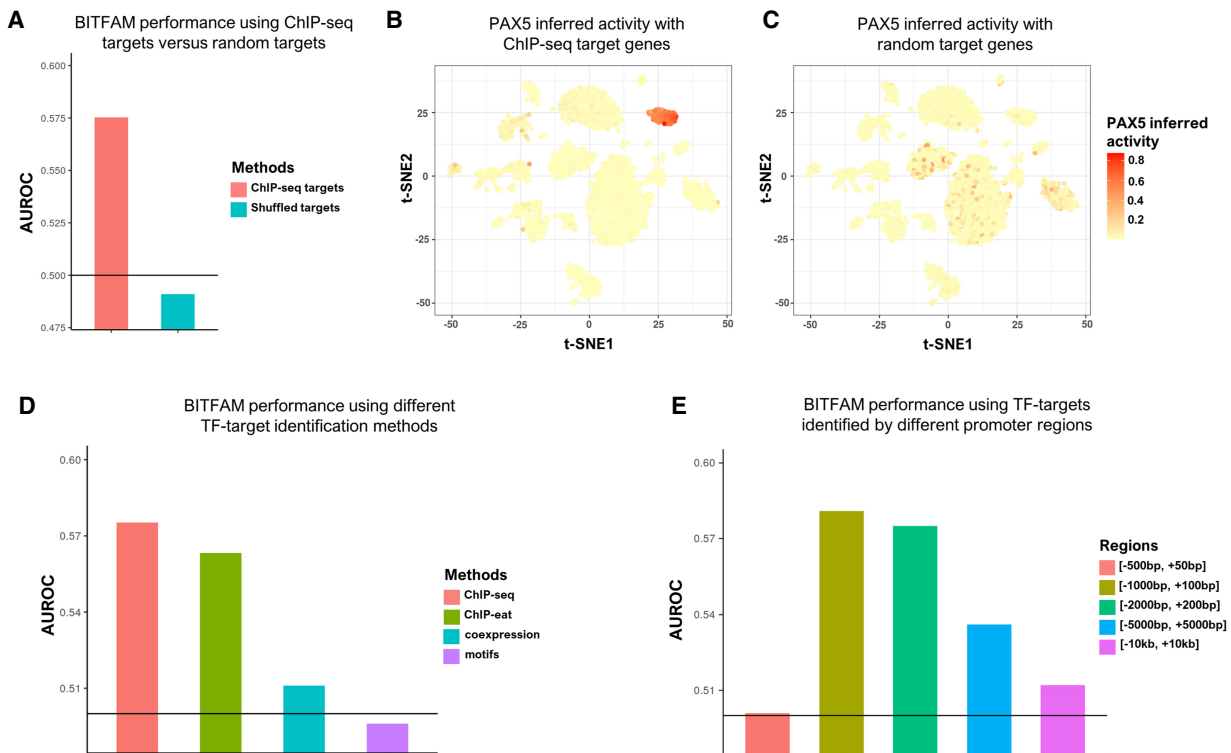 A
BITFAM performance using ChIP-seq
targets versus random targets
0.600
0.575
0.550
0.525
0.500
0.475
AUROC
Methods
ChIP-seq targets
Shuffled targets
B
PAX5 inferred activity with
ChIP-seq target genes
25
0
-25
-50
t-SNE2
-50
-25
0
25
50
t-SNE1
C
PAX5 inferred activity with
random target genes
25
0
-25
-50
t-SNE2
-50
-25
0
25
50
t-SNE1
PAX5 inferred
activity
0.8
0.6
0.4
0.2
D
BITFAM performance using different
TF-target identification methods
0.60
0.57
0.54
0.51
AUROC
Methods
ChIP-seq
ChIP-eat
coexpression
motifs
E
BITFAM performance using TF-targets
identified by different promoter regions
0.60
0.57
0.54
0.51
AUROC
Regions
[-500bp, +50bp]
[-1000bp, +100bp]
[-2000bp, +200bp]
[-5000bp, +5000bp]
[-10kb, +10kb]